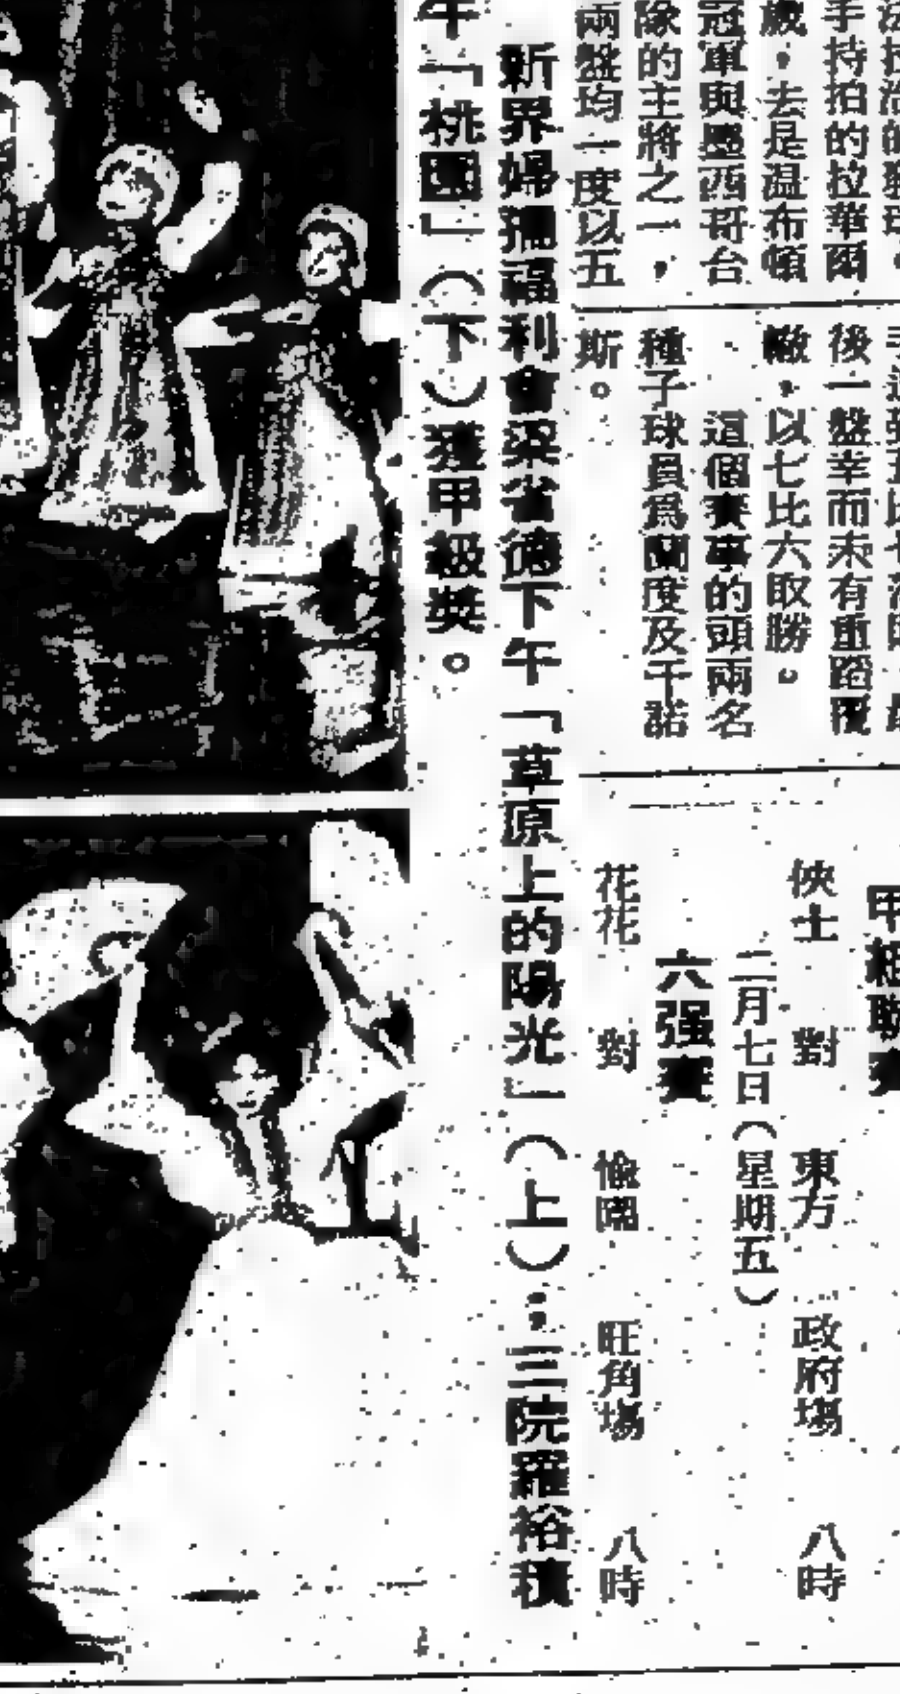 手持拍的拉華爾
歲，去是温布頓
冠軍與墨西哥台
隊的主將之一，
兩盤均一度以五
後一盤幸而未有重蹈覆
轍，以七比六取勝。
這個賽事的頭兩名
種子球員為蘭度及干諾
斯。
甲組聯賽
俠士 對 東方 政府場 八時
二月七日（星期五）
六强賽
花花 對 愉園 旺角場 八時
新界婦孺福利會梁省德下午「草原上的陽光」（上）；三院羅裕積
午「桃園」（下）獲甲級獎。